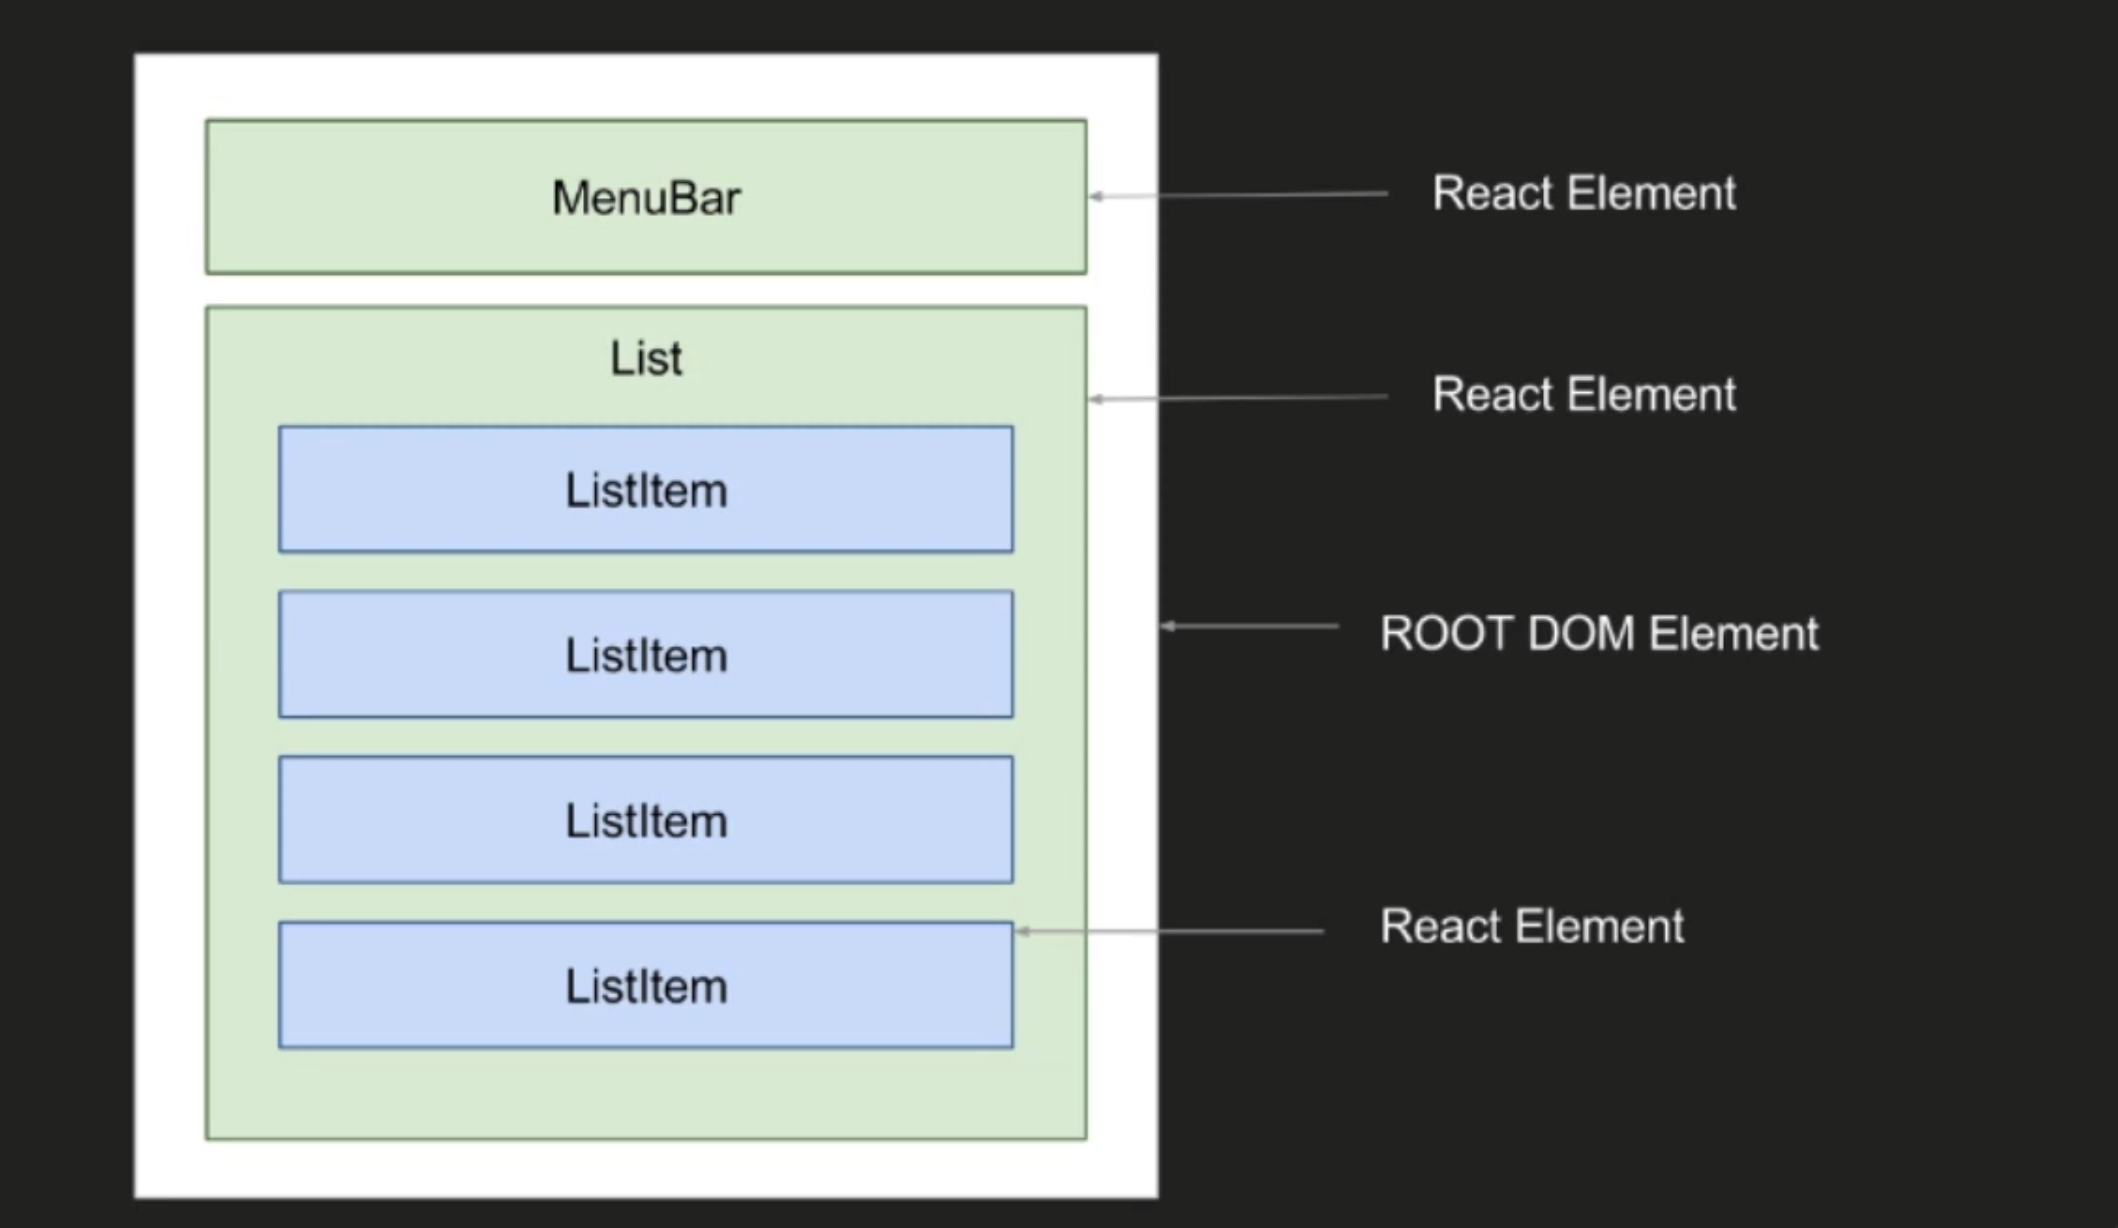 MenuBar
React Element
List
React Element
ListItem
ListItem
ROOT DOM Element
ListItem
React Element
ListItem